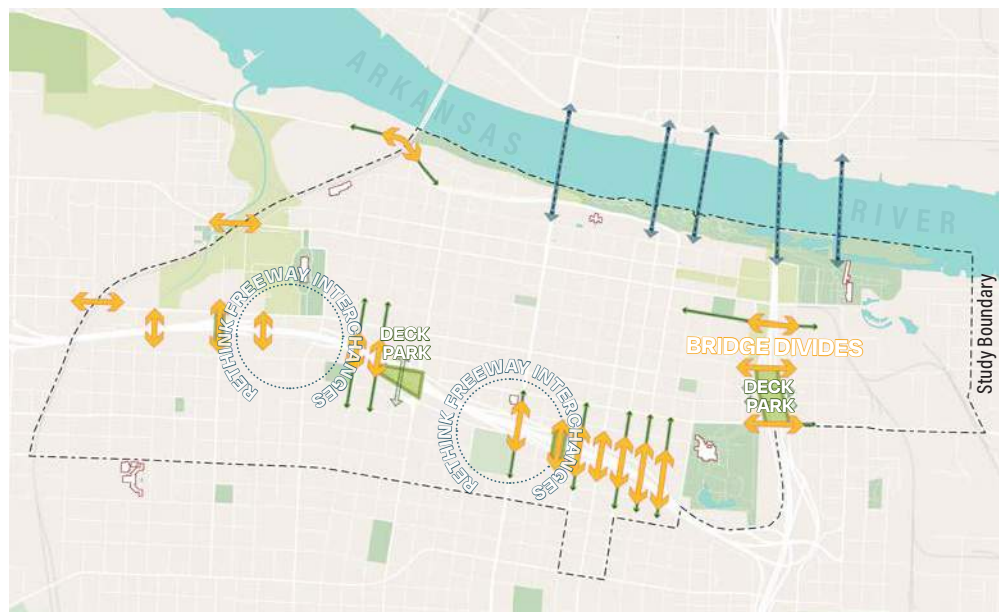 ARKANSAS
RIVER
Study Boundary
RETHINK FREEWAY INTERCHANGES
DECK
PARK
BRIDGE DIVIDES
DECK
PARK
RETHINK FREEWAY INTERCHANGES